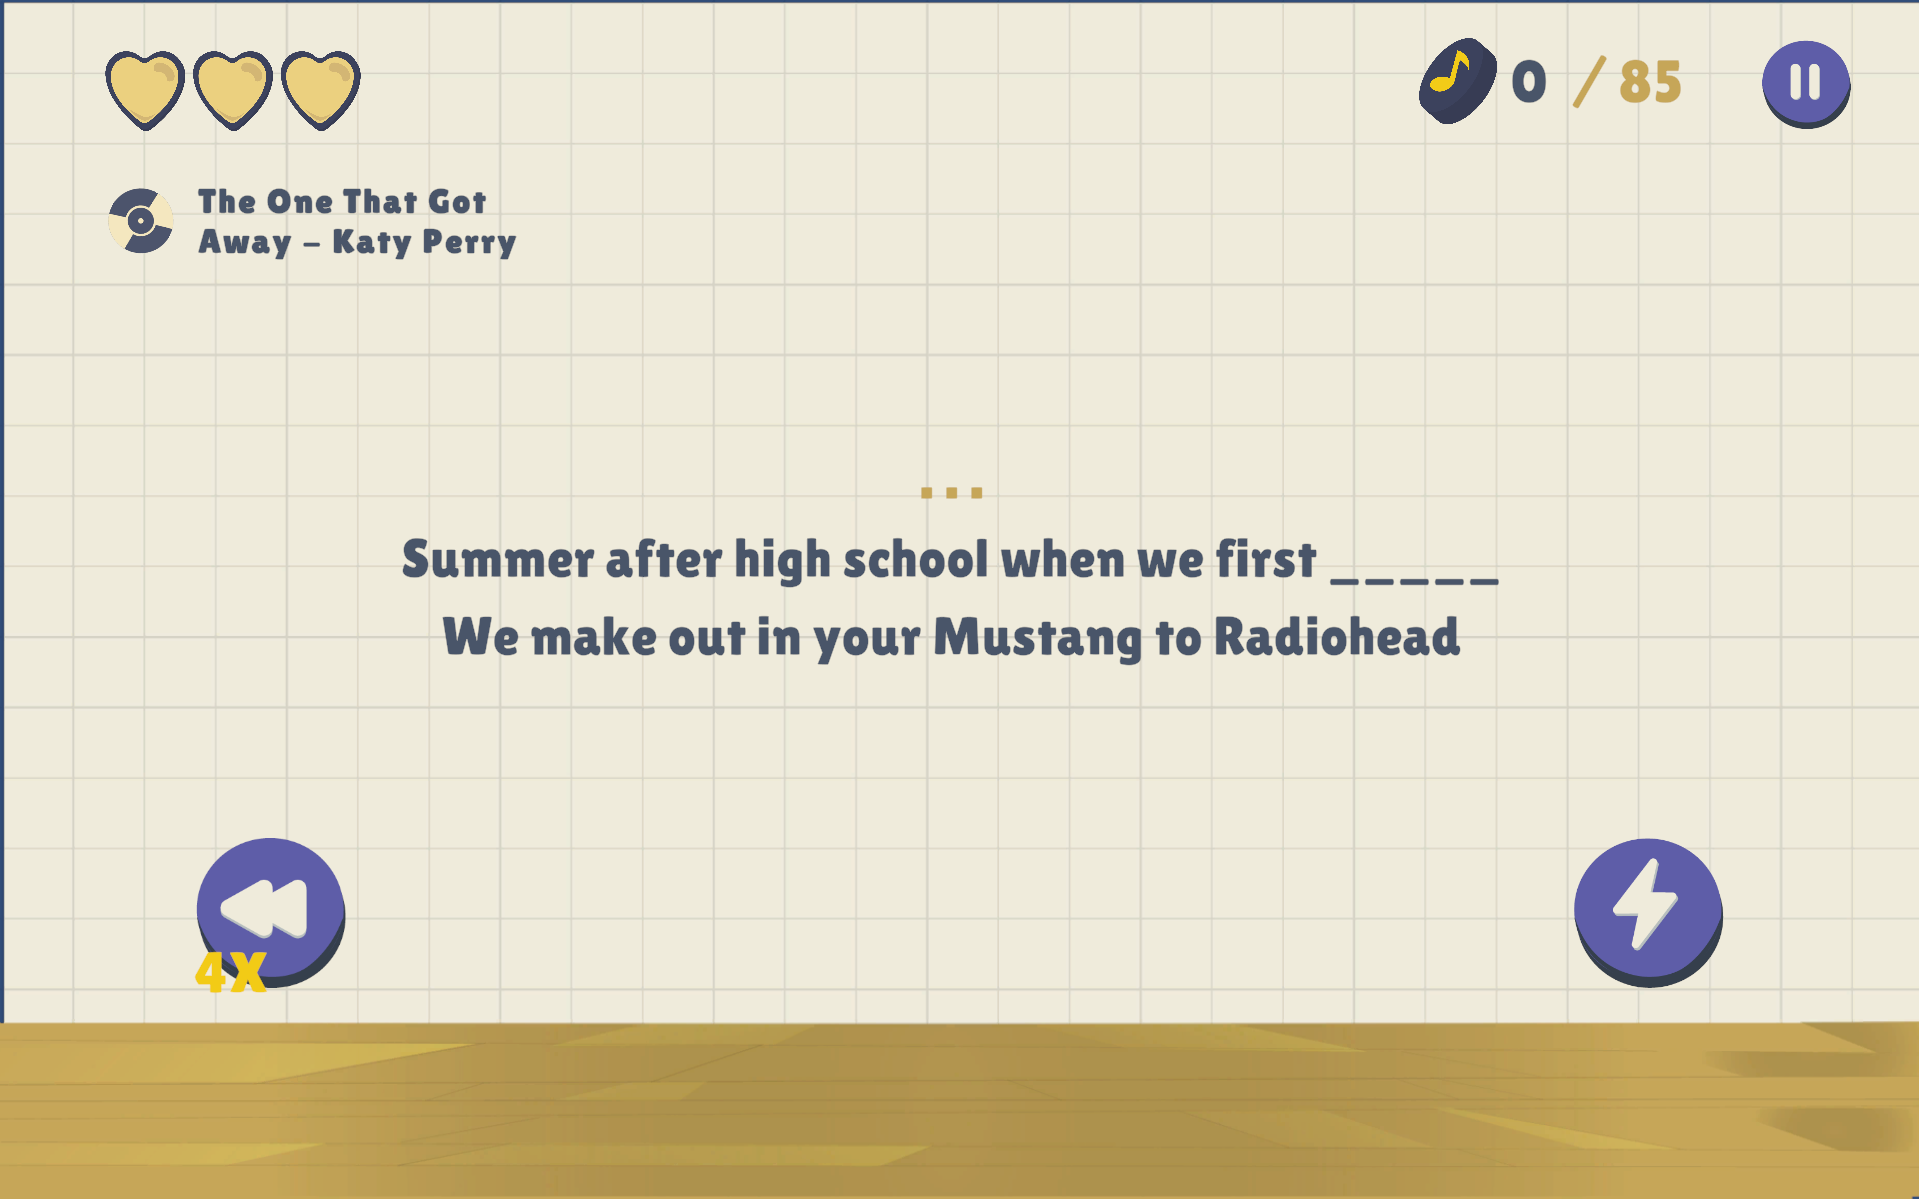 0 / 85
The One That Got
Away – Katy Perry
...
Summer after high school when we first _____
We make out in your Mustang to Radiohead
4X